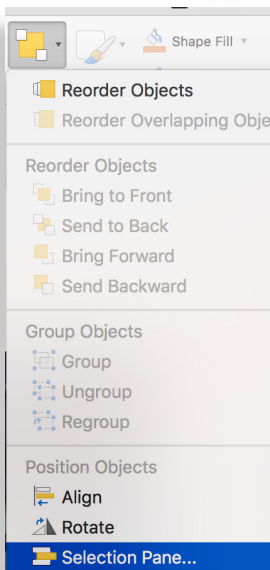 Shape Fill
Reorder Objects
Reorder Overlapping Obje
Reorder Objects
Bring to Front
Send to Back
Bring Forward
Send Backward
Group Objects
Group
Ungroup
Regroup
Position Objects
Align
Rotate
Selection Pane...